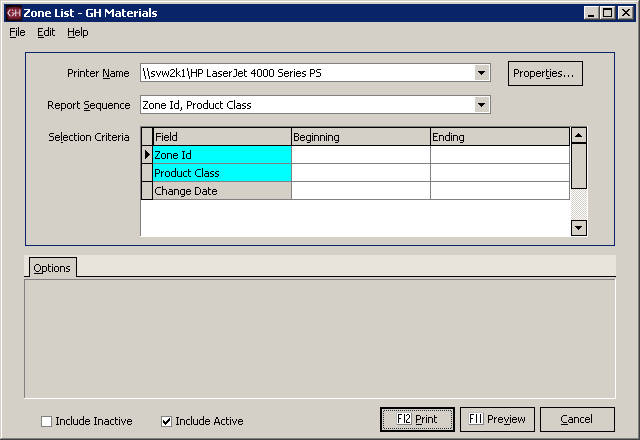 GH Zone List - GH Materials
File Edit Help
Printer Name \\svw2k1\HP LaserJet 4000 Series PS Properties...
Report Sequence Zone Id, Product Class
Selection Criteria Field Beginning Ending
Zone Id
Product Class
Change Date
Options
Include Inactive Include Active F12 Print F11 Preview Cancel